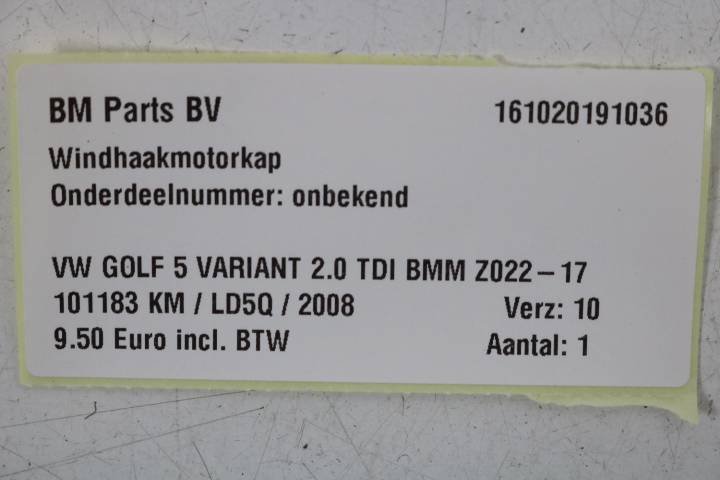 BM Parts BV 161020191036
Windhaakmotorkap
Onderdeelnummer: onbekend
VW GOLF 5 VARIANT 2.0 TDI BMM Z022-17
101183 KM / LD5Q / 2008 Verz: 10
9.50 Euro incl. BTW Aantal: 1